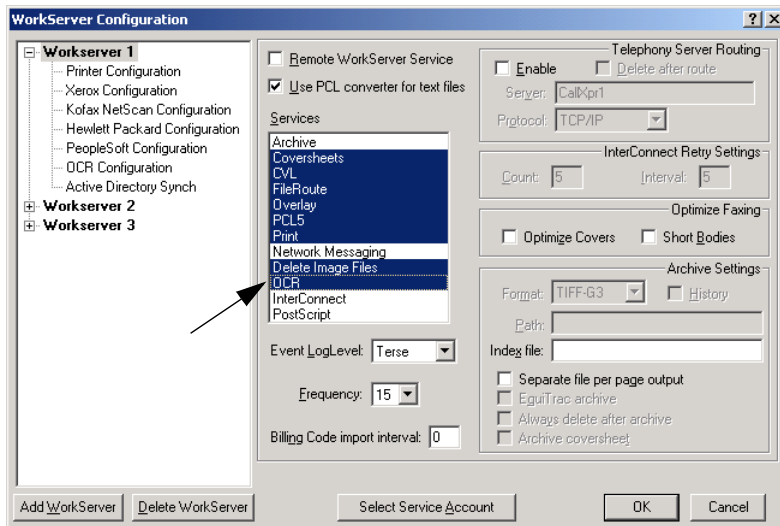 WorkServer Configuration
Workserver 1
Printer Configuration
Xerox Configuration
Kofax NetScan Configuration
Hewlett Packard Configuration
PeopleSoft Configuration
OCR Configuration
Active Directory Synch
Workserver 2
Workserver 3
Remote WorkServer Service
Use PCL converter for text files
Services
Archive
Coversheets
CVL
FileRoute
Overlay
PCL5
Print
Network Messaging
Delete Image Files
OCR
InterConnect
PostScript
Event LogLevel: Terse
Frequency: 15
Billing Code import interval: 0
Telephony Server Routing
Enable Delete after route
Server: CallXpr1
Protocol: TCP/IP
InterConnect Retry Settings
Count: 5 Interval: 5
Optimize Faxing
Optimize Covers Short Bodies
Archive Settings
Format: TIFF-G3 History
Path:
Index file:
Separate file per page output
EquiTrac archive
Always delete after archive
Archive coversheet
Add WorkServer Delete WorkServer Select Service Account OK Cancel